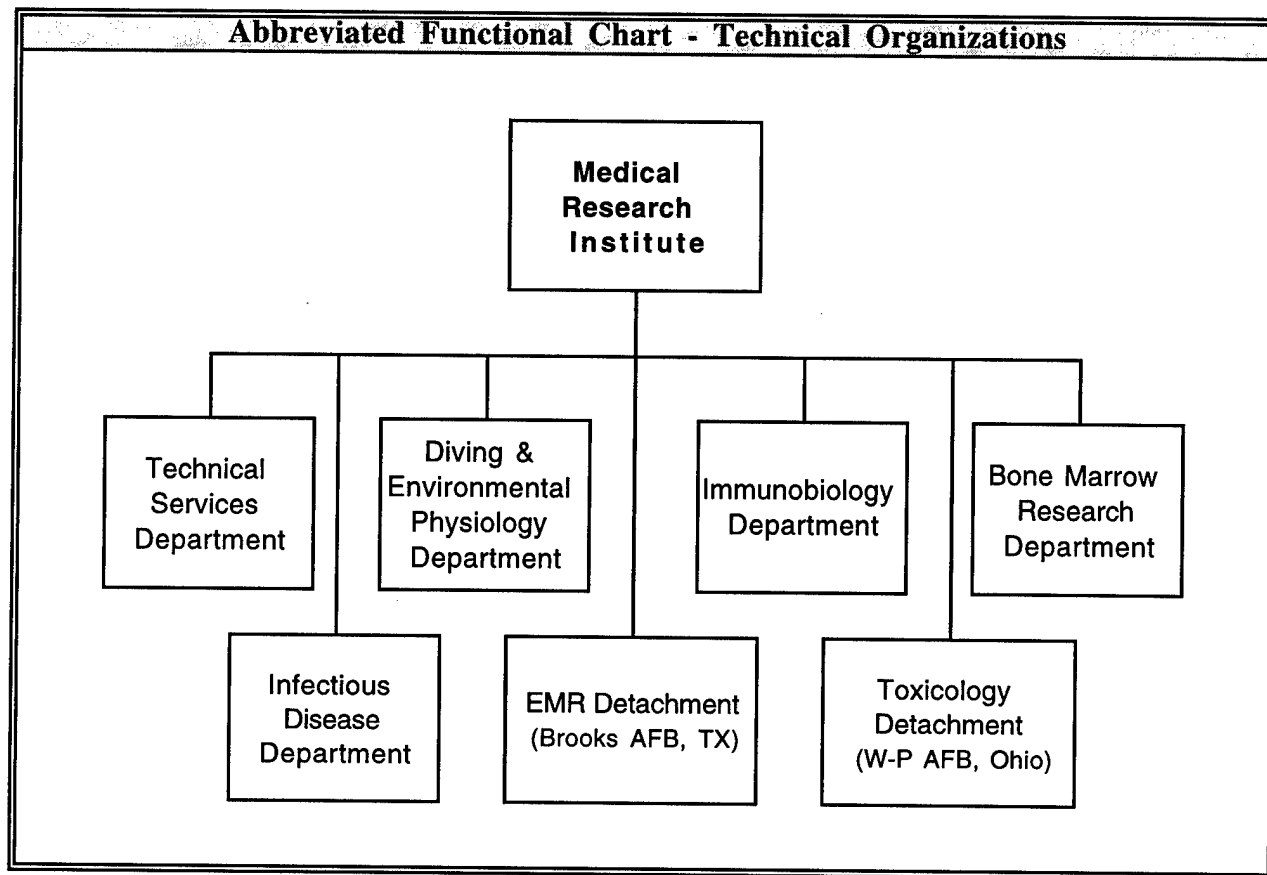 Abbreviated Functional Chart - Technical Organizations
Medical
Research
Institute
Technical
Services
Department
Diving &
Environmental
Physiology
Department
Immunobiology
Department
Bone Marrow
Research
Department
Infectious
Disease
Department
EMR Detachment
(Brooks AFB, TX)
Toxicology
Detachment
(W-P AFB, Ohio)